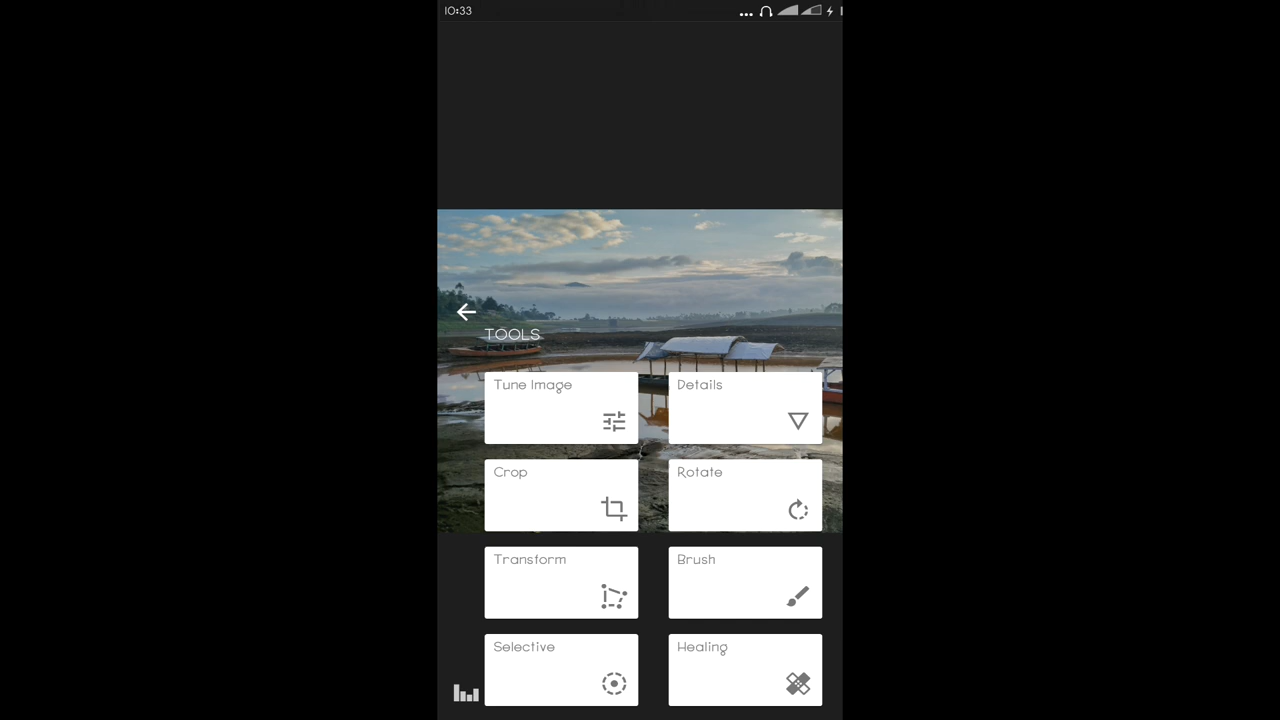 10:33
TOOLS
Tune Image
Details
Crop
Rotate
Transform
Brush
Selective
Healing